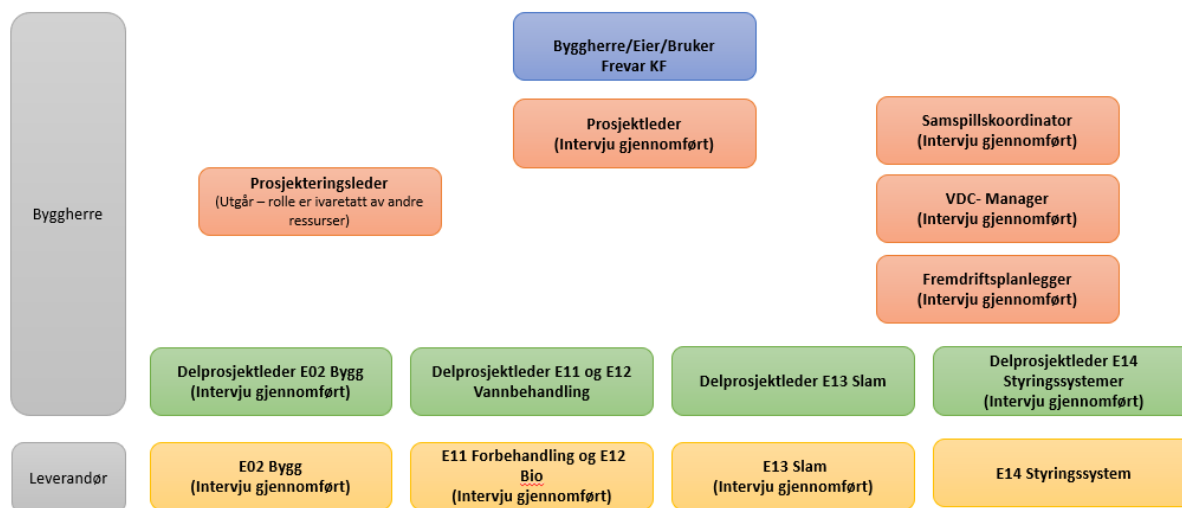 Byggherre/Eier/Bruker
Frevar KF
Prosjektleder
(Intervju gjennomført)
Samspillskoordinator
(Intervju gjennomført)
Prosjekteringsleder
(Utgår – rolle er ivaretatt av andre
ressurser)
VDC- Manager
(Intervju gjennomført)
Byggherre
Fremdriftsplanlegger
(Intervju gjennomført)
Delprosjektleder E02 Bygg
(Intervju gjennomført)
Delprosjektleder E11 og E12
Vannbehandling
Delprosjektleder E13 Slam
Delprosjektleder E14
Styringssystemer
(Intervju gjennomført)
Leverandør
E02 Bygg
(Intervju gjennomført)
E11 Forbehandling og E12
Bio
(Intervju gjennomført)
E13 Slam
(Intervju gjennomført)
E14 Styringssystem